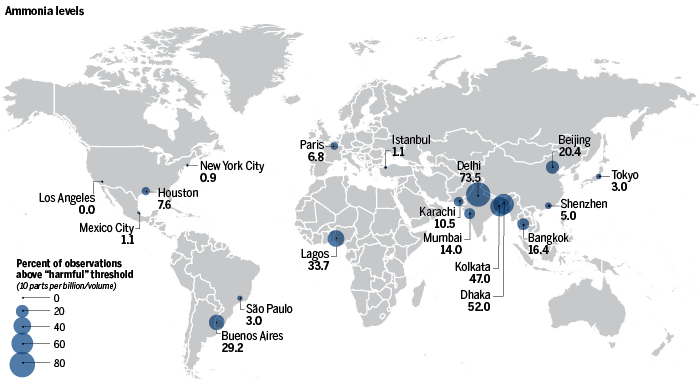 Ammonia levels
Paris
6.8
Istanbul
1.1
Beijing
20.4
New York City
0.9
Delhi
73.5
Tokyo
3.0
Los Angeles
0.0
Houston
7.6
Karachi
10.5
Shenzhen
5.0
Mexico City
1.1
Mumbai
14.0
Bangkok
16.4
Lagos
33.7
Kolkata
47.0
Dhaka
52.0
São Paulo
3.0
Buenos Aires
29.2
Percent of observations
above “harmful” threshold
(10 parts per billion/volume)
0
20
40
60
80